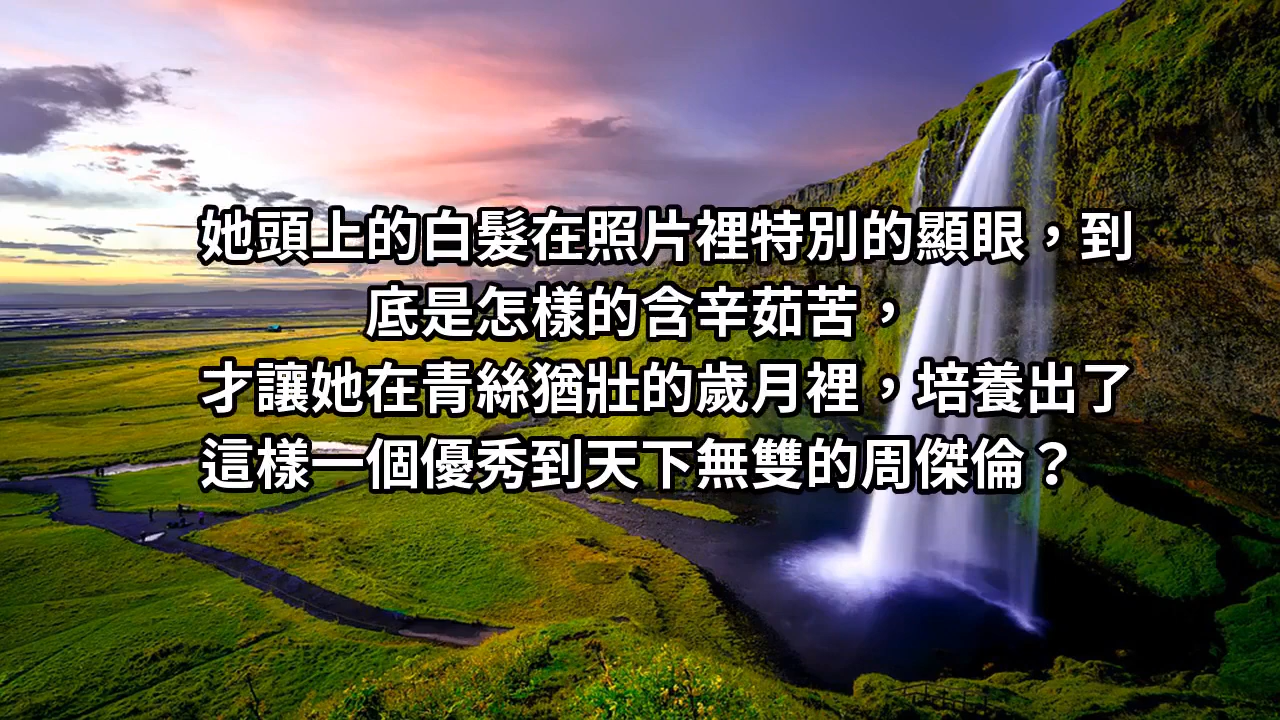 她頭上的白髮在照片裡特別的顯眼，到
底是怎樣的含辛茹苦，
才讓她在青絲猶壯的歲月裡，培養出了
這樣一個優秀到天下無雙的周傑倫？